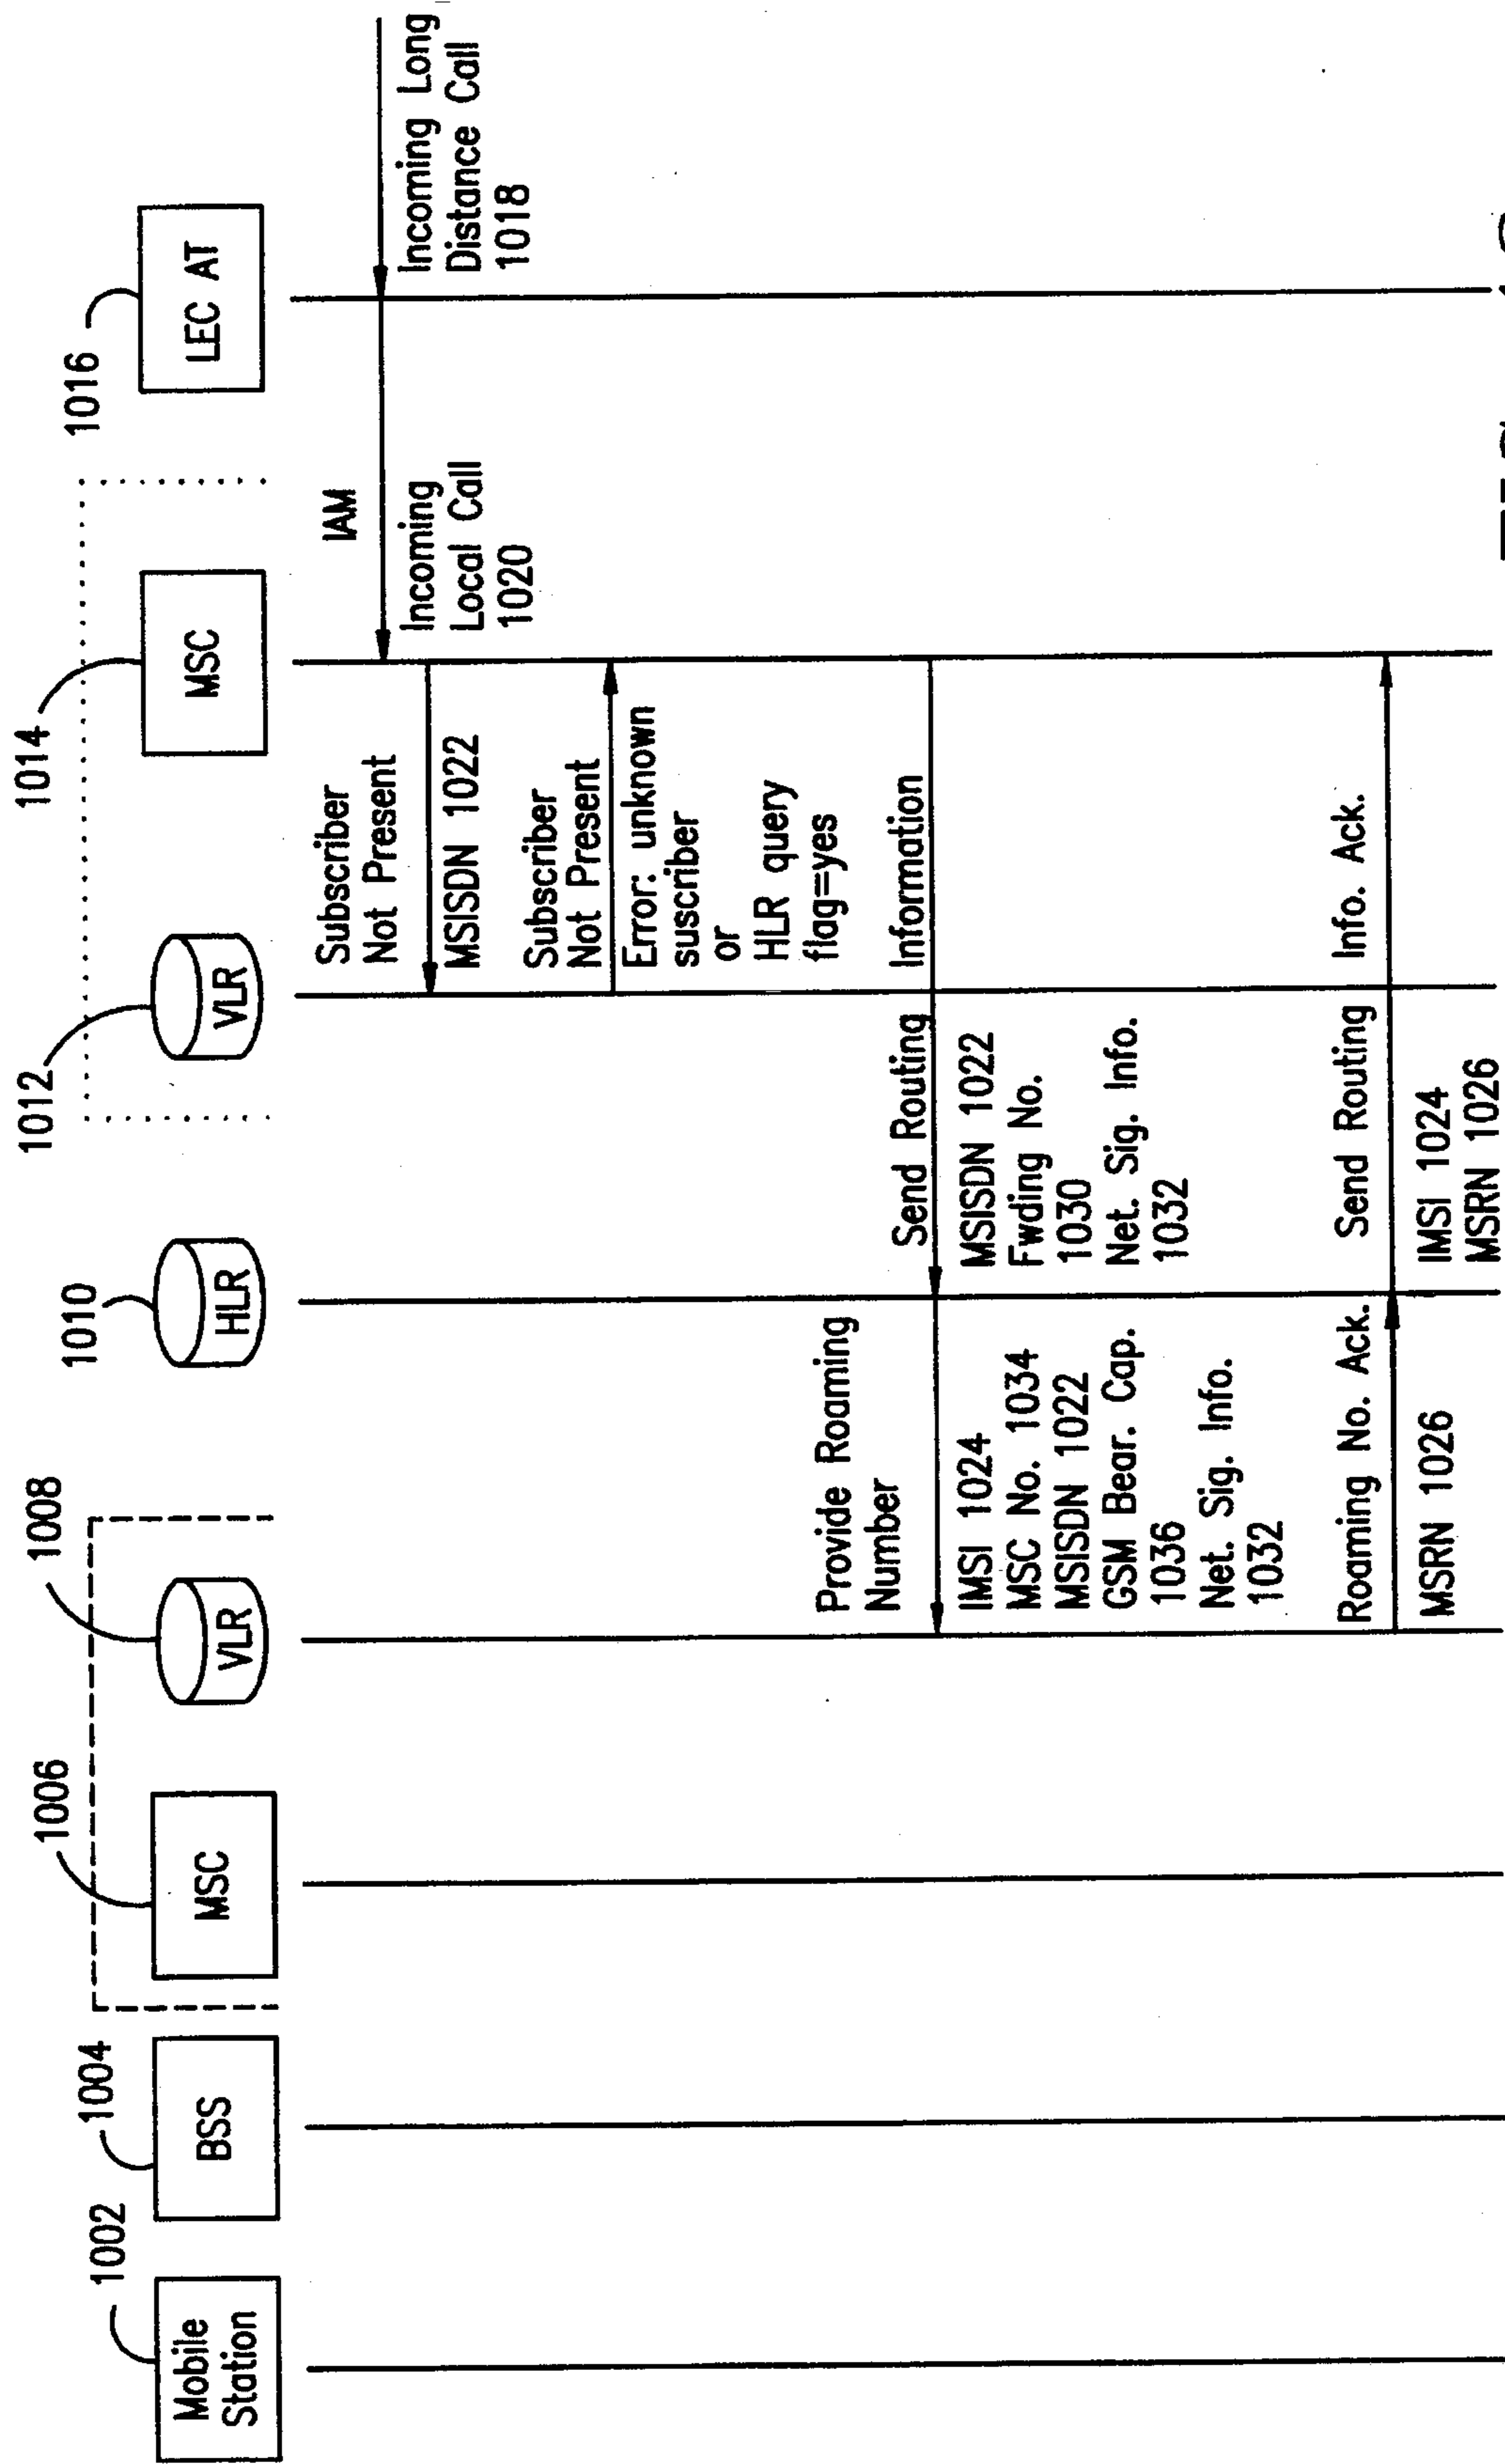 1002
1004
1006
1008
1010
1012
1014
1016
Mobile
Station
BSS
MSC
VLR
HLR
VLR
MSC
LEC AT
Incoming Long
Distance Call
1018
IAM
Incoming
Local Call
1020
Subscriber
Not Present
MSISDN 1022
Subscriber
Not Present
Error: unknown
suscriber
or
HLR query
flag=yes
Send Routing Information
MSISDN 1022
Fwding No.
1030
Net. Sig. Info.
1032
Provide Roaming
Number
IMSI 1024
MSC No. 1034
MSISDN 1022
GSM Bear. Cap.
1036
Net. Sig. Info.
1032
Roaming No. Ack.
MSRN 1026
Send Routing Info. Ack.
IMSI 1024
MSRN 1026